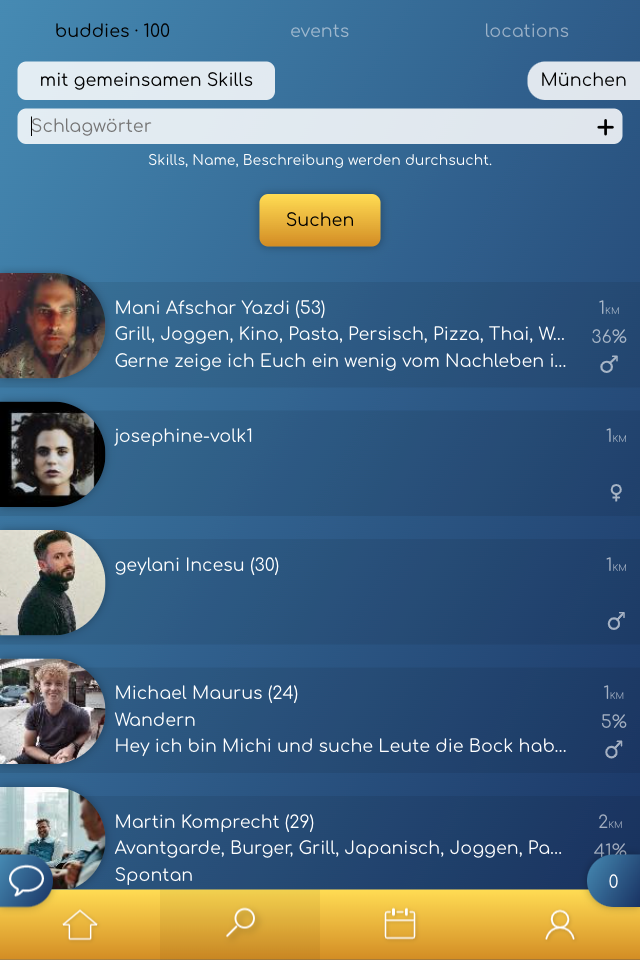 buddies · 100
events
locations
mit gemeinsamen Skills
München
Schlagwörter
Skills, Name, Beschreibung werden durchsucht.
Suchen
Mani Afschar Yazdi (53)
1KM
Grill, Joggen, Kino, Pasta, Persisch, Pizza, Thai, W...
36%
Gerne zeige ich Euch ein wenig vom Nachleben i...
josephine-volk1
1KM
geylani Incesu (30)
1KM
Michael Maurus (24)
1KM
Wandern
5%
Hey ich bin Michi und suche Leute die Bock hab...
Martin Komprecht (29)
2KM
Avantgarde, Burger, Grill, Japanisch, Joggen, Pa...
41%
Spontan
0